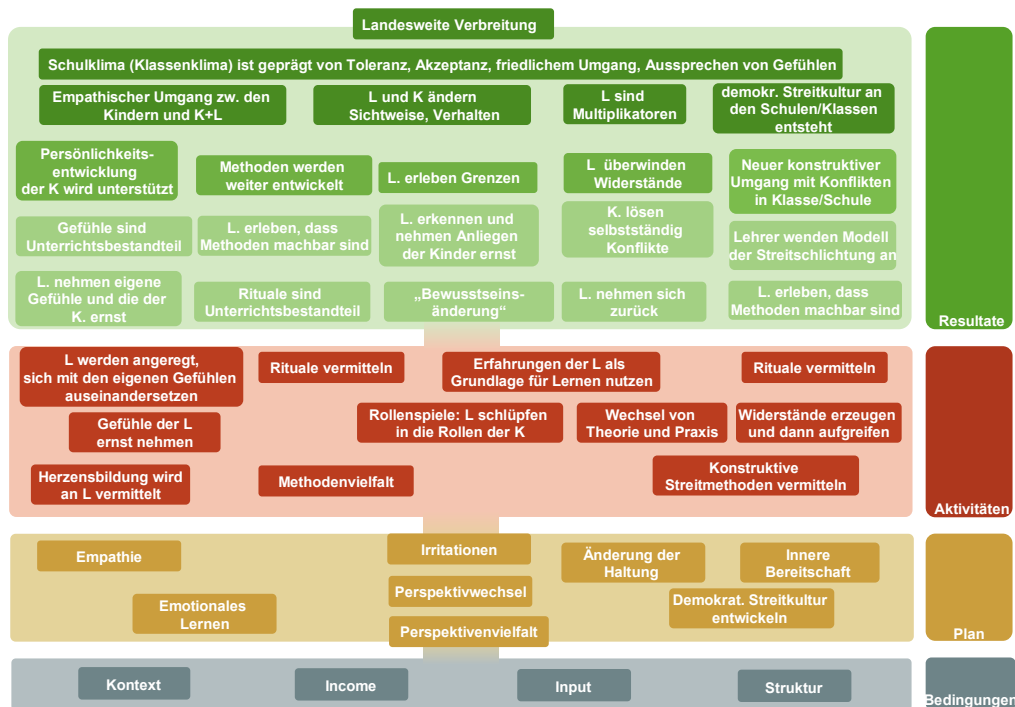 Landesweite Verbreitung
Schulklima (Klassenklima) ist geprägt von Toleranz, Akzeptanz, friedlichem Umgang, Aussprechen von Gefühlen
Empathischer Umgang zw. den
Kindern und K+L
L und K ändern
Sichtweise, Verhalten
L sind
Multiplikatoren
demokr. Streitkultur an
den Schulen/Klassen
entsteht
Persönlichkeits-
entwicklung
der K wird unterstützt
Methoden werden
weiter entwickelt
L. erleben Grenzen
L überwinden
Widerstände
Neuer konstruktiver
Umgang mit Konflikten
in Klasse/Schule
Gefühle sind
Unterrichtsbestandteil
L. erleben, dass
Methoden machbar sind
L. erkennen und
nehmen Anliegen
der Kinder ernst
K. lösen
selbstständig
Konflikte
Lehrer wenden Modell
der Streitschlichtung an
L. nehmen eigene
Gefühle und die der
K. ernst
Rituale sind
Unterrichtsbestandteil
„Bewusstseins-
änderung“
L. nehmen sich
zurück
L. erleben, dass
Methoden machbar sind
Resultate
L werden angeregt,
sich mit den eigenen Gefühlen
auseinandersetzen
Rituale vermitteln
Erfahrungen der L als
Grundlage für Lernen nutzen
Rituale vermitteln
Gefühle der L
ernst nehmen
Rollenspiele: L schlüpfen
in die Rollen der K
Wechsel von
Theorie und Praxis
Widerstände erzeugen
und dann aufgreifen
Herzensbildung wird
an L vermittelt
Methodenvielfalt
Konstruktive
Streitmethoden vermitteln
Aktivitäten
Empathie
Irritationen
Änderung der
Haltung
Innere
Bereitschaft
Perspektivwechsel
Emotionales
Lernen
Demokrat. Streitkultur
entwickeln
Perspektivenvielfalt
Plan
Kontext
Income
Input
Struktur
Bedingungen